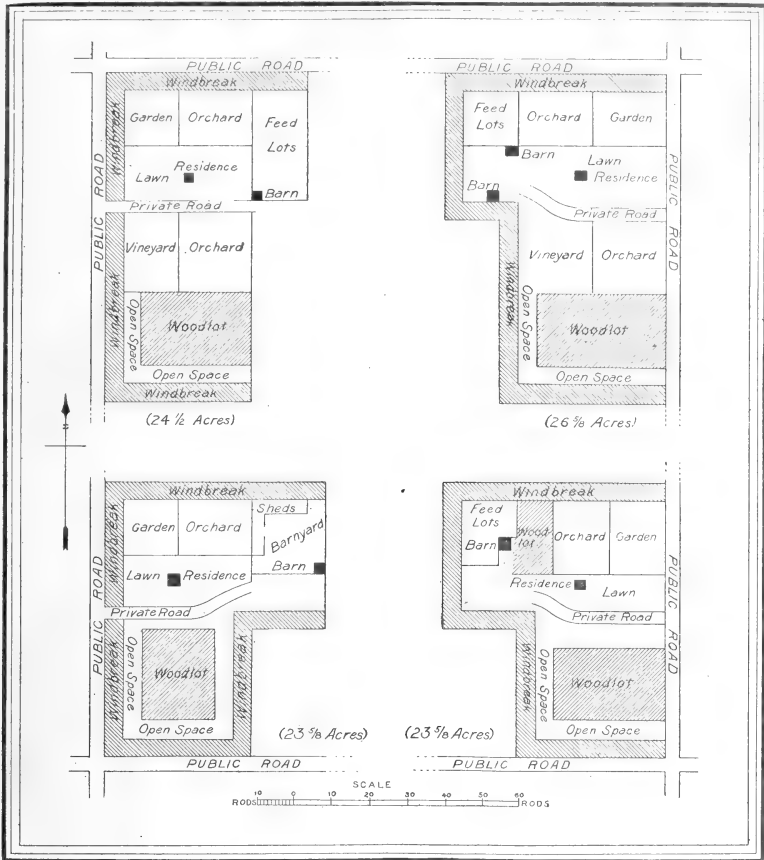 PUBLIC ROAD
Windbreak
Windbreak
Garden
Orchard
Feed
Lots
Residence
Lawn
Barn
Private Road
PUBLIC ROAD
Vineyard
Orchard
Windbreak
Open Space
Woodlot
Open Space
Windbreak
(24 1/2 Acres)
PUBLIC ROAD
Windbreak
Feed
Lots
Orchard
Garden
Barn
Lawn
Residence
Barn
Private Road
PUBLIC ROAD
Vineyard
Orchard
Windbreak
Open Space
Woodlot
Open Space
(26 5/8 Acres)
N
Windbreak
Windbreak
Garden
Orchard
Sheds
Barnyard
Lawn
Residence
Barn
Private Road
PUBLIC ROAD
Windbreak
Open Space
Woodlot
Windbreak
Open Space
(23 5/8 Acres)
PUBLIC ROAD
Windbreak
Feed
Lots
Wood-
lot
Orchard
Garden
Barn
Residence
Lawn
Private Road
PUBLIC ROAD
Windbreak
Open Space
Woodlot
Open Space
(23 5/8 Acres)
PUBLIC ROAD
SCALE
10 0 10 20 30 40 50 60
RODS RODS